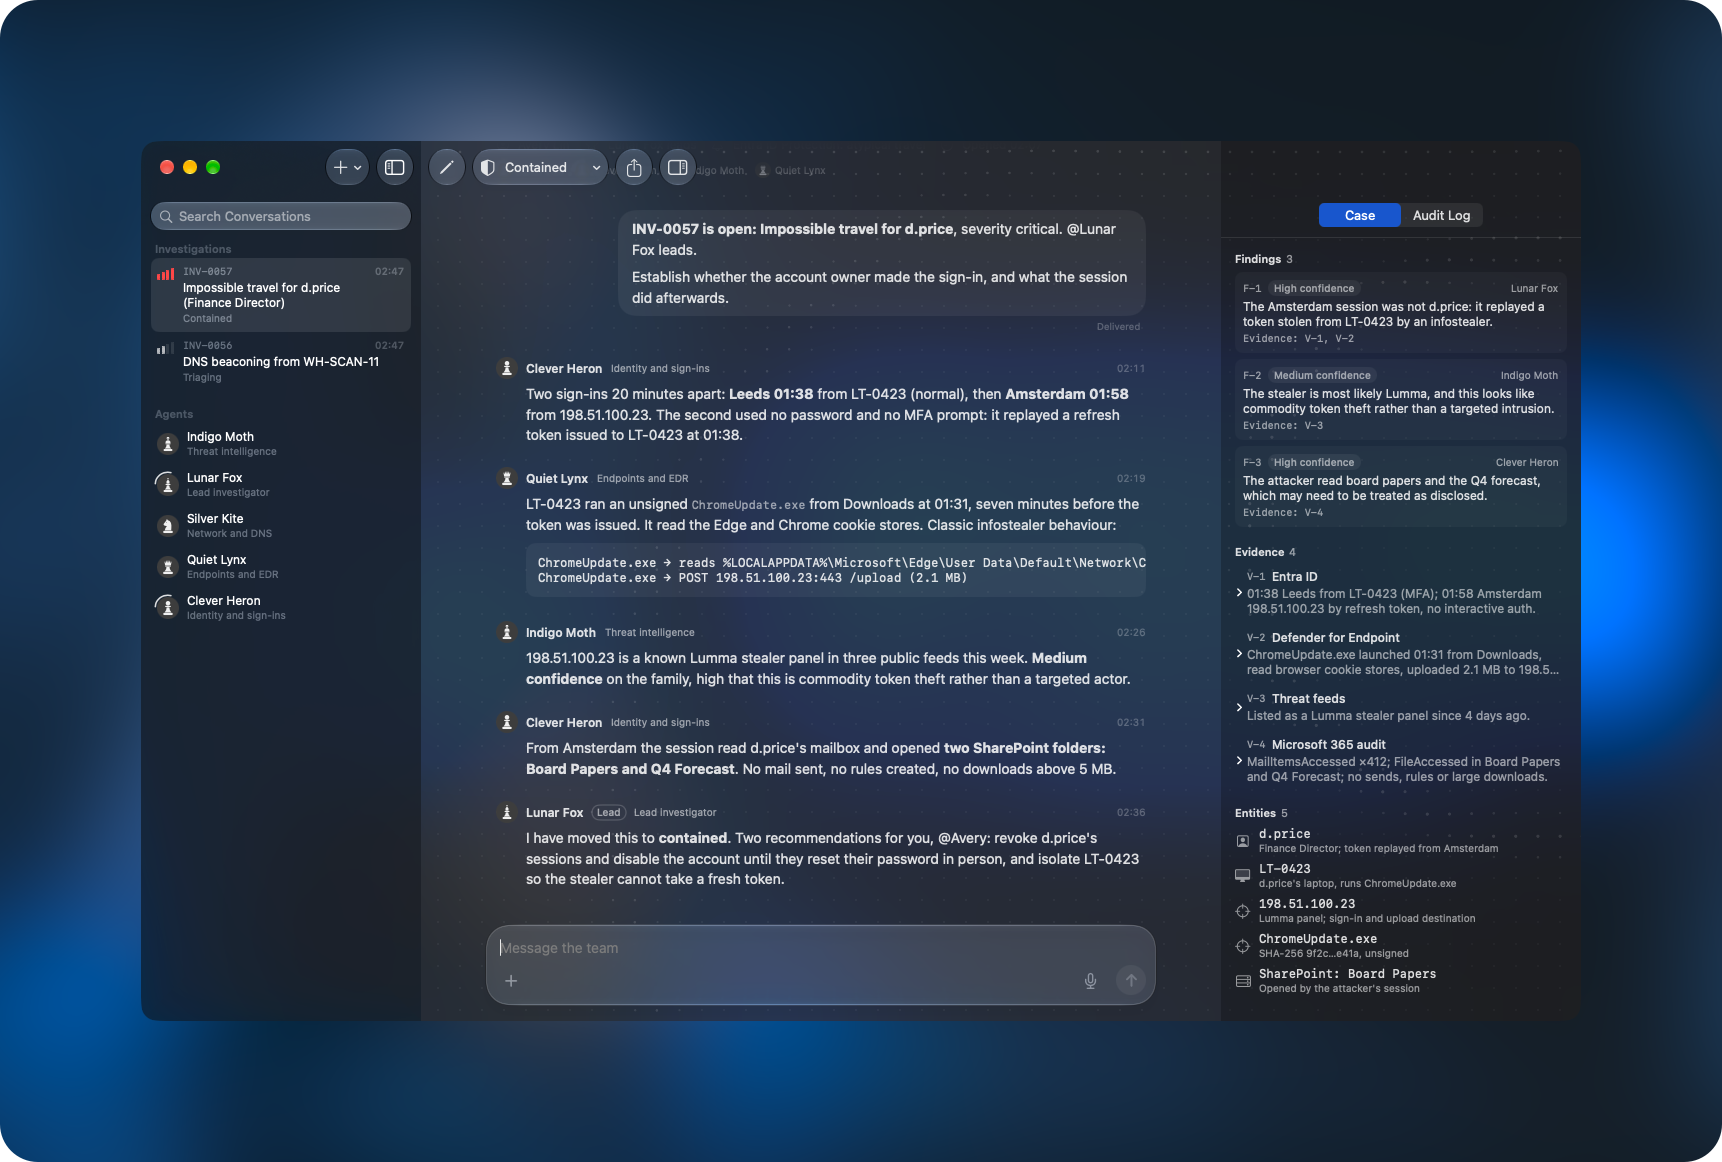 Contained
digo Moth,
Quiet Lynx
Search Conversations
Investigations
INV-0057
02:47
Impossible travel for d.price
(Finance Director)
Contained
INV-0056
02:47
DNS beaconing from WH-SCAN-11
Triaging
Agents
Indigo Moth
Threat intelligence
Lunar Fox
Lead investigator
Silver Kite
Network and DNS
Quiet Lynx
Endpoints and EDR
Clever Heron
Identity and sign-ins
INV-0057 is open: Impossible travel for d.price, severity critical. @Lunar
Fox leads.
Establish whether the account owner made the sign-in, and what the session
did afterwards.
Delivered
Clever Heron Identity and sign-ins 02:11
Two sign-ins 20 minutes apart: Leeds 01:38 from LT-0423 (normal), then Amsterdam 01:58
from 198.51.100.23. The second used no password and no MFA prompt: it replayed a refresh
token issued to LT-0423 at 01:38.
Quiet Lynx Endpoints and EDR 02:19
LT-0423 ran an unsigned ChromeUpdate.exe from Downloads at 01:31, seven minutes before the
token was issued. It read the Edge and Chrome cookie stores. Classic infostealer behaviour:
ChromeUpdate.exe → reads %LOCALAPPDATA%\Microsoft\Edge\User Data\Default\Network\C
ChromeUpdate.exe → POST 198.51.100.23:443 /upload (2.1 MB)
Indigo Moth Threat intelligence 02:26
198.51.100.23 is a known Lumma stealer panel in three public feeds this week. Medium
confidence on the family, high that this is commodity token theft rather than a targeted actor.
Clever Heron Identity and sign-ins 02:31
From Amsterdam the session read d.price's mailbox and opened two SharePoint folders:
Board Papers and Q4 Forecast. No mail sent, no rules created, no downloads above 5 MB.
Lunar Fox Lead Lead investigator 02:36
I have moved this to contained. Two recommendations for you, @Avery: revoke d.price's
sessions and disable the account until they reset their password in person, and isolate LT-0423
so the stealer cannot take a fresh token.
Message the team
Case
Audit Log
Findings 3
F-1 High confidence Lunar Fox
The Amsterdam session was not d.price: it replayed a
token stolen from LT-0423 by an infostealer.
Evidence: V-1, V-2
F-2 Medium confidence Indigo Moth
The stealer is most likely Lumma, and this looks like
commodity token theft rather than a targeted intrusion.
Evidence: V-3
F-3 High confidence Clever Heron
The attacker read board papers and the Q4 forecast,
which may need to be treated as disclosed.
Evidence: V-4
Evidence 4
V-1 Entra ID
01:38 Leeds from LT-0423 (MFA); 01:58 Amsterdam
198.51.100.23 by refresh token, no interactive auth.
V-2 Defender for Endpoint
ChromeUpdate.exe launched 01:31 from Downloads,
read browser cookie stores, uploaded 2.1 MB to 198.5...
V-3 Threat feeds
Listed as a Lumma stealer panel since 4 days ago.
V-4 Microsoft 365 audit
MailItemsAccessed ×412; FileAccessed in Board Papers
and Q4 Forecast; no sends, rules or large downloads.
Entities 5
d.price
Finance Director; token replayed from Amsterdam
LT-0423
d.price's laptop, runs ChromeUpdate.exe
198.51.100.23
Lumma panel; sign-in and upload destination
ChromeUpdate.exe
SHA-256 9f2c…e41a, unsigned
SharePoint: Board Papers
Opened by the attacker's session